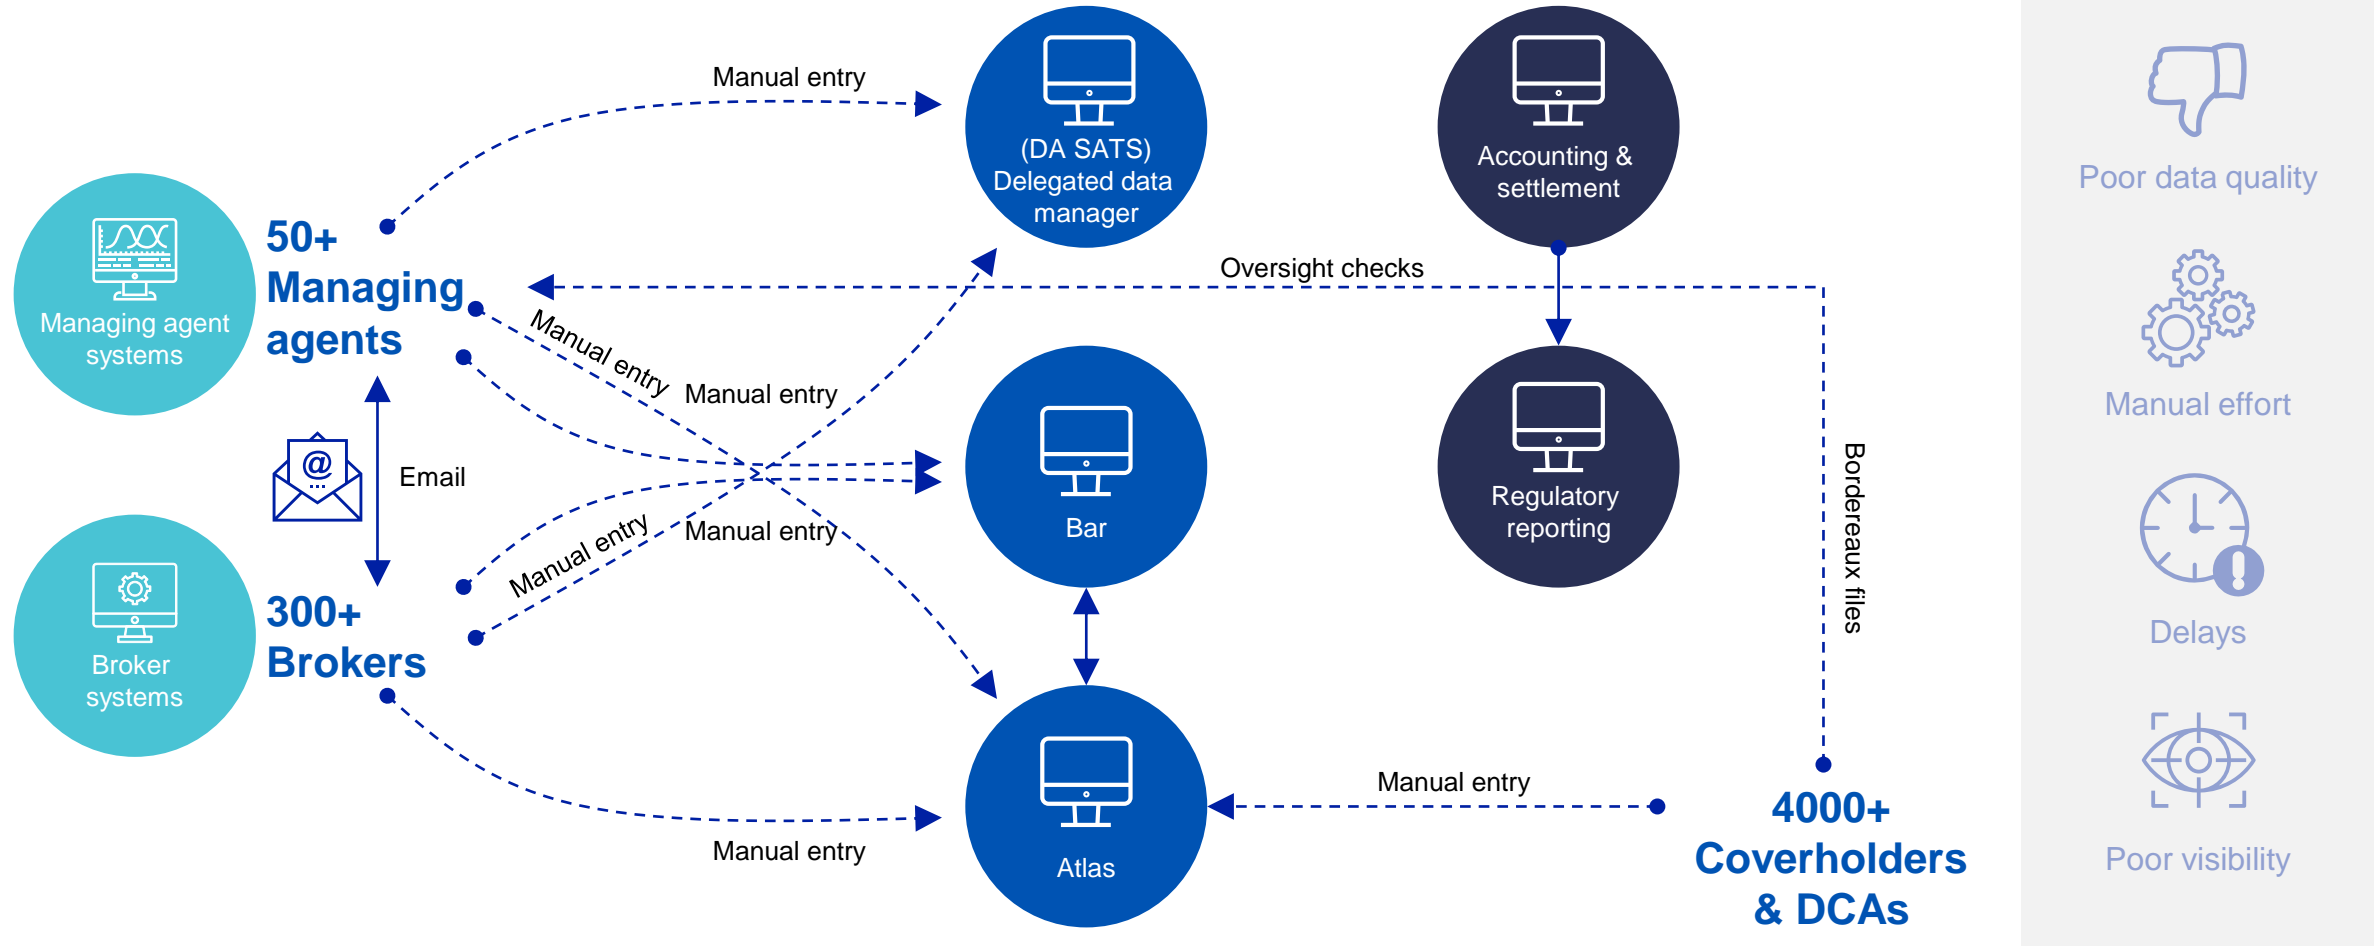 Manual entry
(DA SATS)
Delegated data
manager
Accounting &
settlement
Poor data quality
Managing agent
systems
50+
Managing
agents
Oversight checks
Manual entry
Manual entry
Manual effort
Email
@
Bar
Regulatory
reporting
Bordereaux files
Manual entry
Manual entry
Broker
systems
300+
Brokers
Delays
Manual entry
Atlas
Manual entry
4000+
Coverholders
& DCAs
Poor visibility